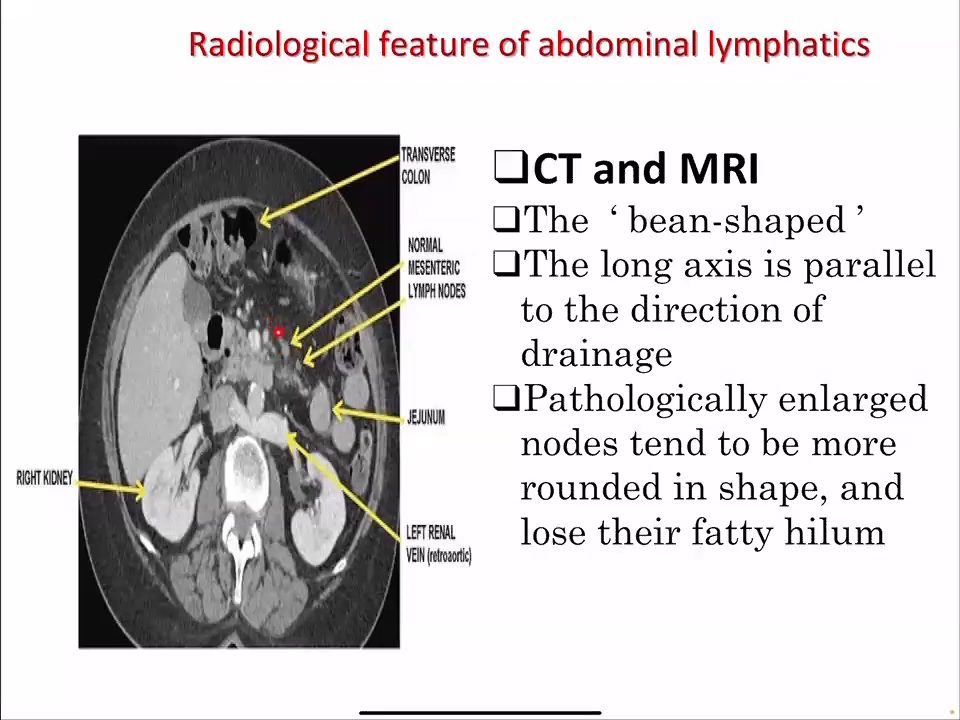 Radiological feature of abdominal lymphatics
TRANSVERSE
COLON
NORMAL
MESENTERIC
LYMPH NODES
JEJUNUM
RIGHT KIDNEY
LEFT RENAL
VEIN (retroaortic)
❑CT and MRI
❑The ‘ bean-shaped ’
❑The long axis is parallel
to the direction of
drainage
❑Pathologically enlarged
nodes tend to be more
rounded in shape, and
lose their fatty hilum